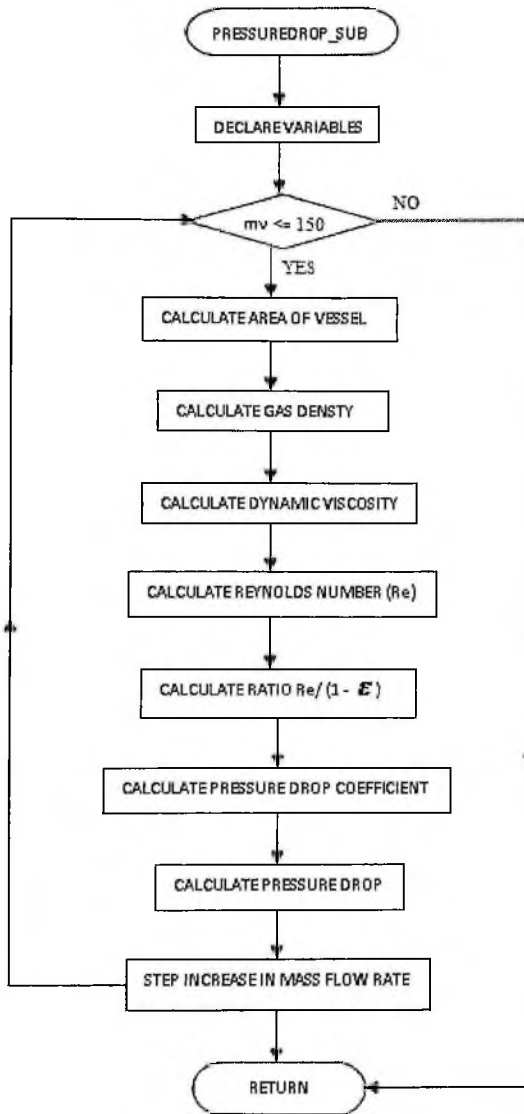 PRESSUREDROP_SUB
DECLARE VARIABLES
mv <= 150
NO
YES
CALCULATE AREA OF VESSEL
CALCULATE GAS DENSTY
CALCULATE DYNAMIC VISCOSITY
CALCULATE REYNOLDS NUMBER (Re)
CALCULATE RATIO Re/(1 - ε)
CALCULATE PRESSURE DROP COEFFICIENT
CALCULATE PRESSURE DROP
STEP INCREASE IN MASS FLOW RATE
RETURN